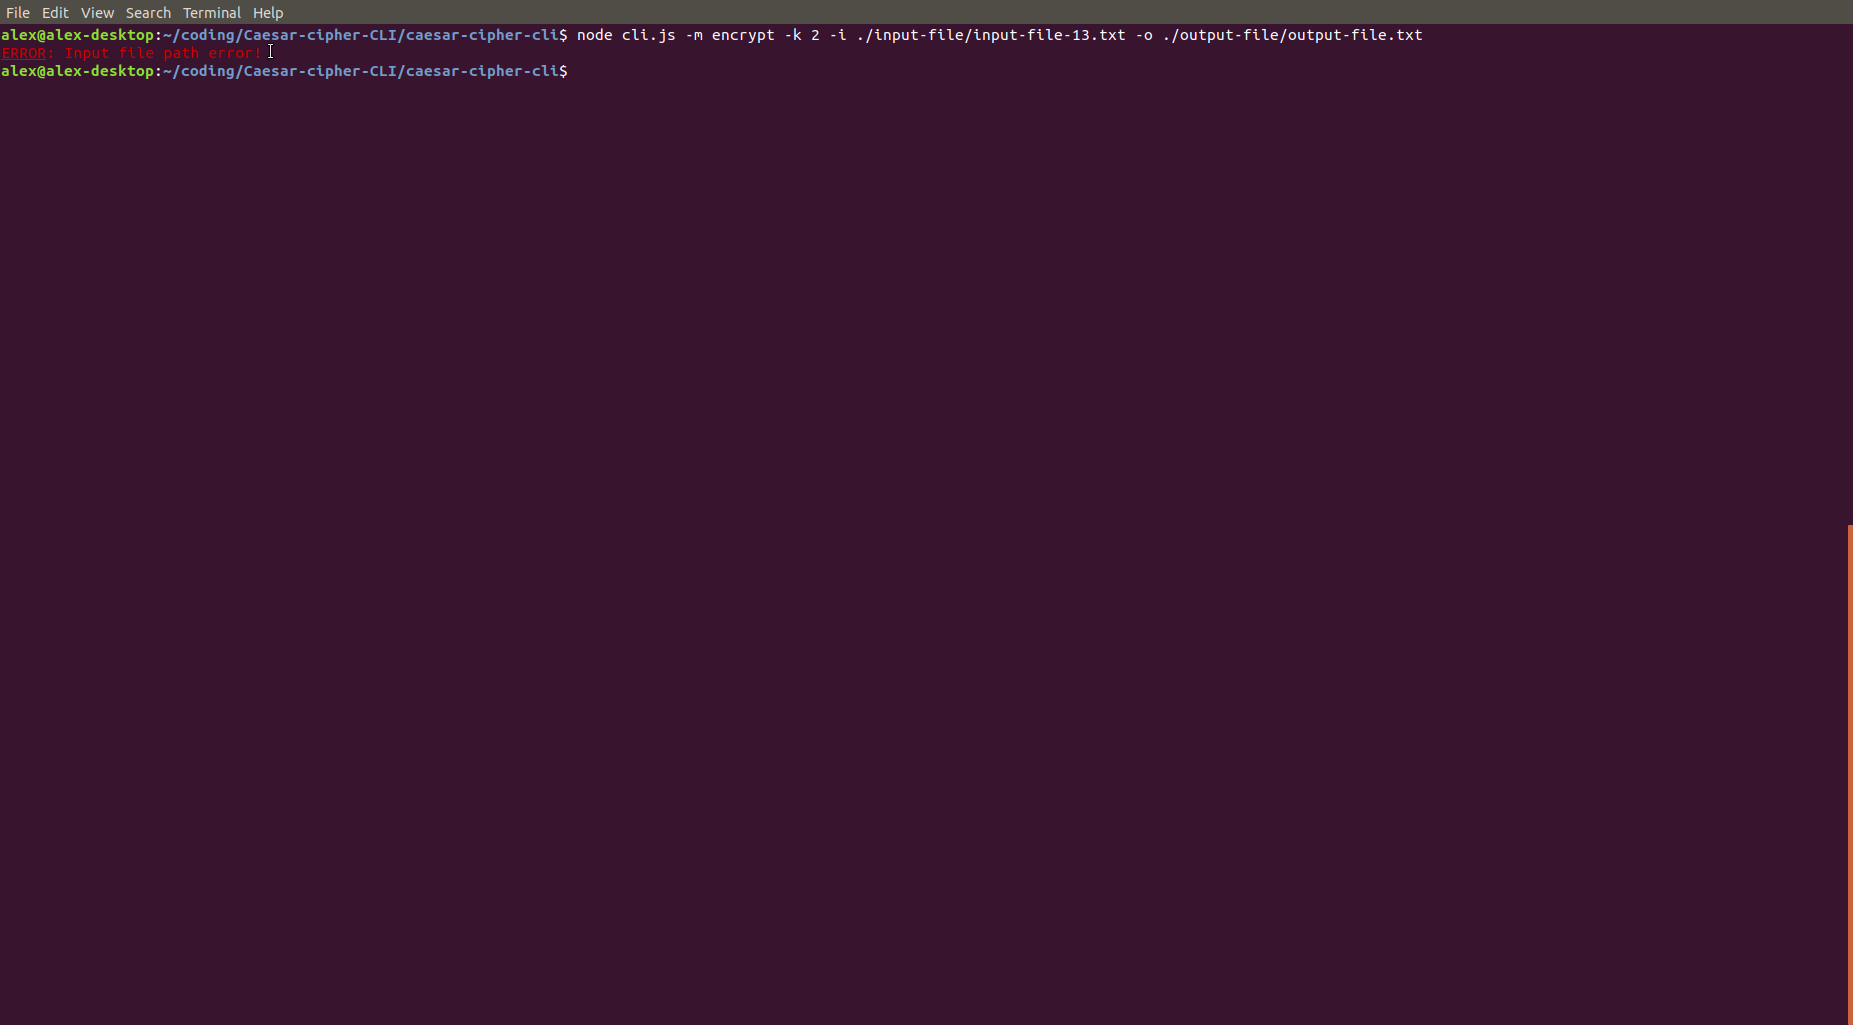 File Edit View Search Terminal Help
alex@alex-desktop:~/coding/Caesar-cipher-CLI/caesar-cipher-cli$ node cli.js -m encrypt -k 2 -i ./input-file/input-file-13.txt -o ./output-file/output-file.txt
ERROR: Input file path error!
alex@alex-desktop:~/coding/Caesar-cipher-CLI/caesar-cipher-cli$